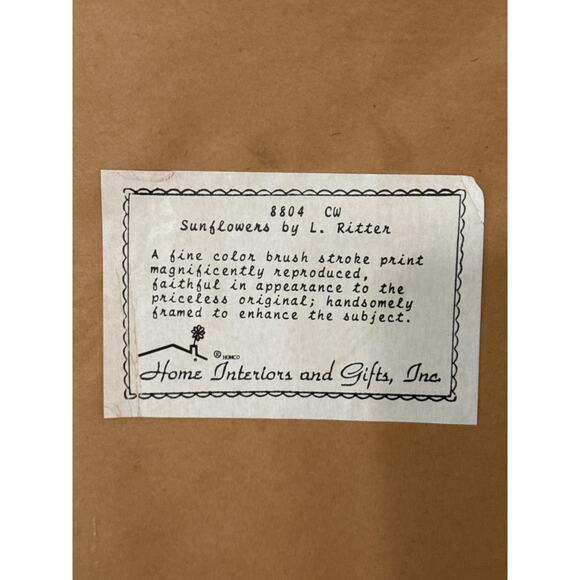 8804 CW
Sunflowers by L. Ritter
A fine color brush stroke print
magnificently reproduced,
faithful in appearance to the
priceless original; handsomely
framed to enhance the subject.
® HOMCO
Home Interiors and Gifts, Inc.